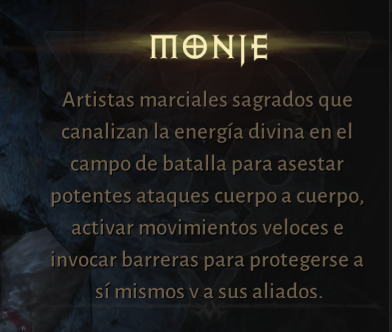 MONJE
Artistas marciales sagrados que
canalizan la energía divina en el
campo de batalla para asestar
potentes ataques cuerpo a cuerpo,
activar movimientos veloces e
invocar barreras para protegerse a
sí mismos y a sus aliados.